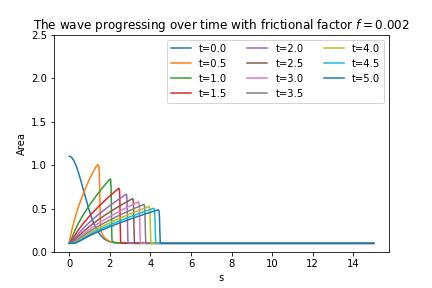 The wave progressing over time with frictional factor f = 0.002
2.5
2.0
1.5
1.0
0.5
0.0
Area
t=0.0
t=0.5
t=1.0
t=1.5
t=2.0
t=2.5
t=3.0
t=3.5
t=4.0
t=4.5
t=5.0
0 2 4 6 8 10 12 14
s